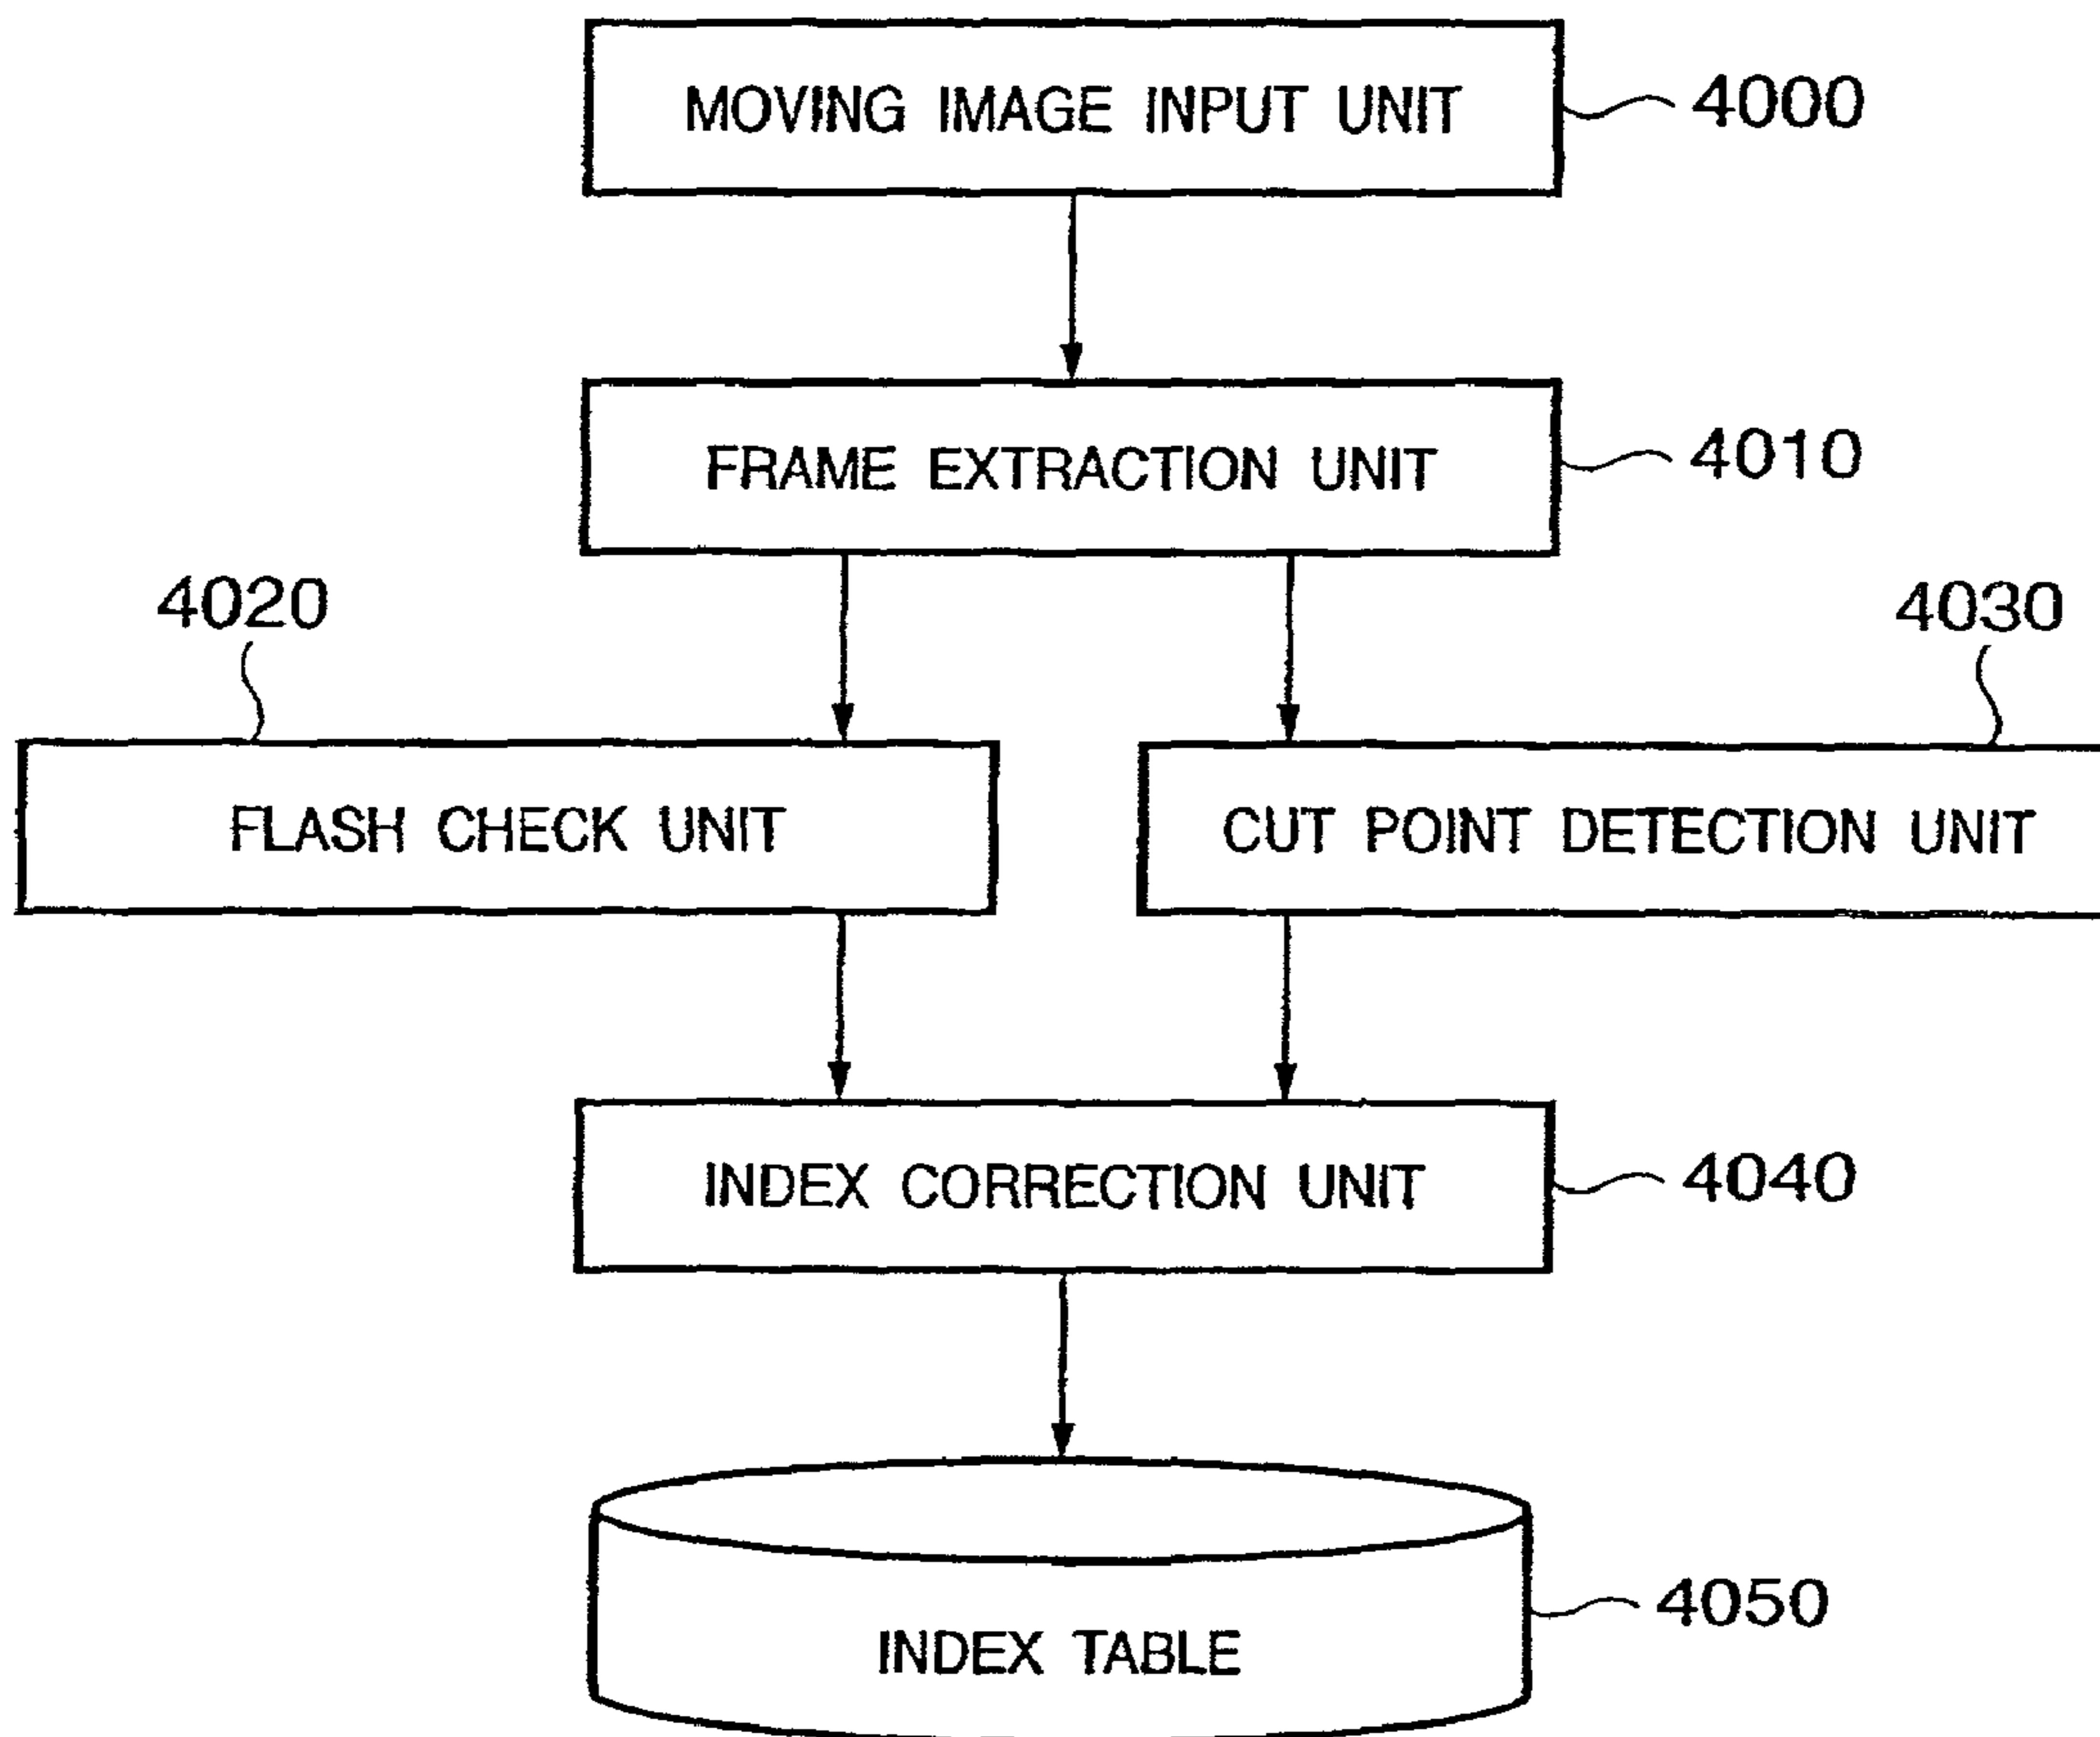 MOVING IMAGE INPUT UNIT
4000
FRAME EXTRACTION UNIT
4010
4020
4030
FLASH CHECK UNIT
CUT POINT DETECTION UNIT
INDEX CORRECTION UNIT
4040
4050
INDEX TABLE